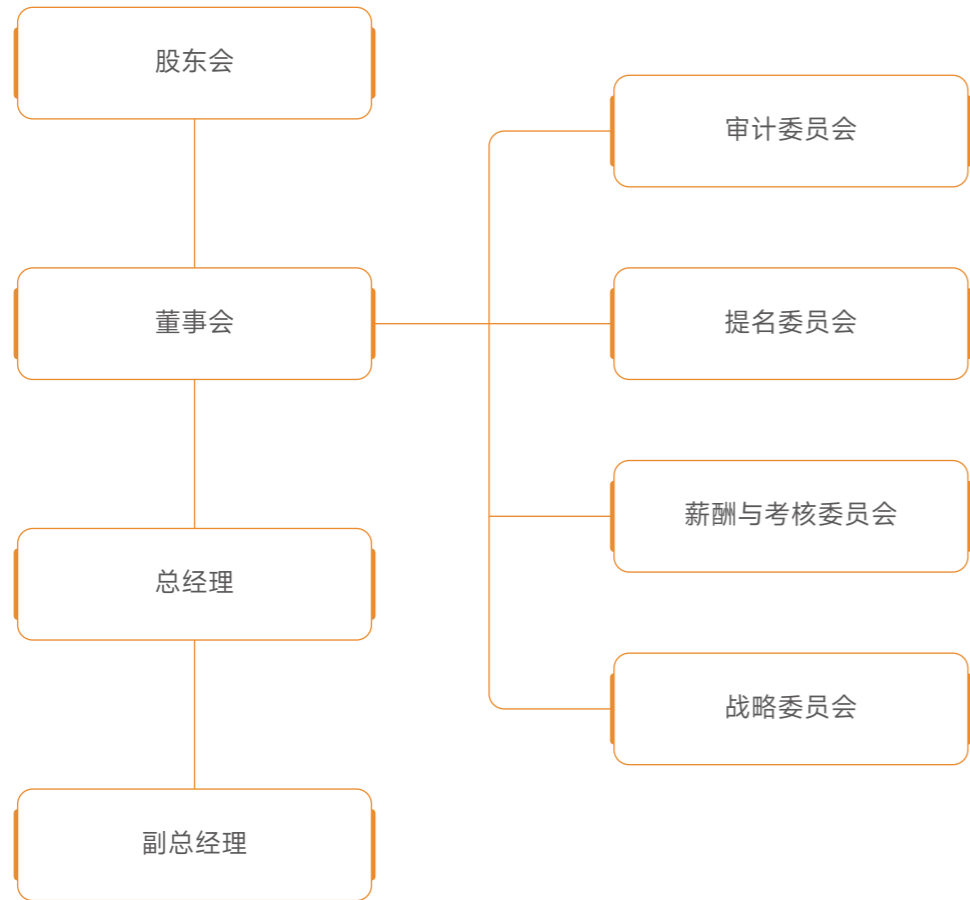 股东会
董事会
总经理
副总经理
审计委员会
提名委员会
薪酬与考核委员会
战略委员会